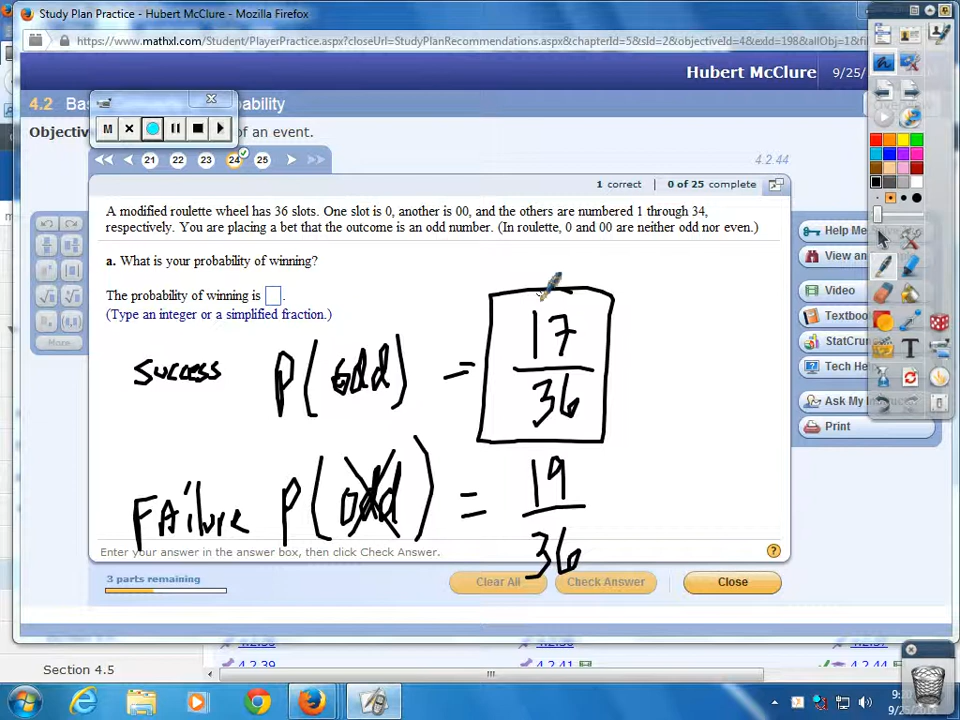 Study Plan Practice - Hubert McClure - Mozilla Firefox
https://www.mathxl.com/Student/PlayerPractice.aspx?closeUrl=StudyPlanRecommendations.aspx&chapterId=5&sId=2&objectiveId=4&exId=198&allObj=1&fi
Hubert McClure 9/25/
4.2 Ba ability
Objectiv of an event.
M
21 22 23 24 25
4.2.44
1 correct 0 of 25 complete
A modified roulette wheel has 36 slots. One slot is 0, another is 00, and the others are numbered 1 through 34,
respectively. You are placing a bet that the outcome is an odd number. (In roulette, 0 and 00 are neither odd nor even.)
Help Me
View an
a. What is your probability of winning?
The probability of winning is .
(Type an integer or a simplified fraction.)
Video
Textboo
StatCrun
Tech Help
Ask My Instruc
Print
More
success P(odd) = 17/36
FAilure P(odd) = 19/36
Enter your answer in the answer box, then click Check Answer.
?
3 parts remaining
Clear All Check Answer Close
4.2.39 4.2.41 4.2.44
Section 4.5